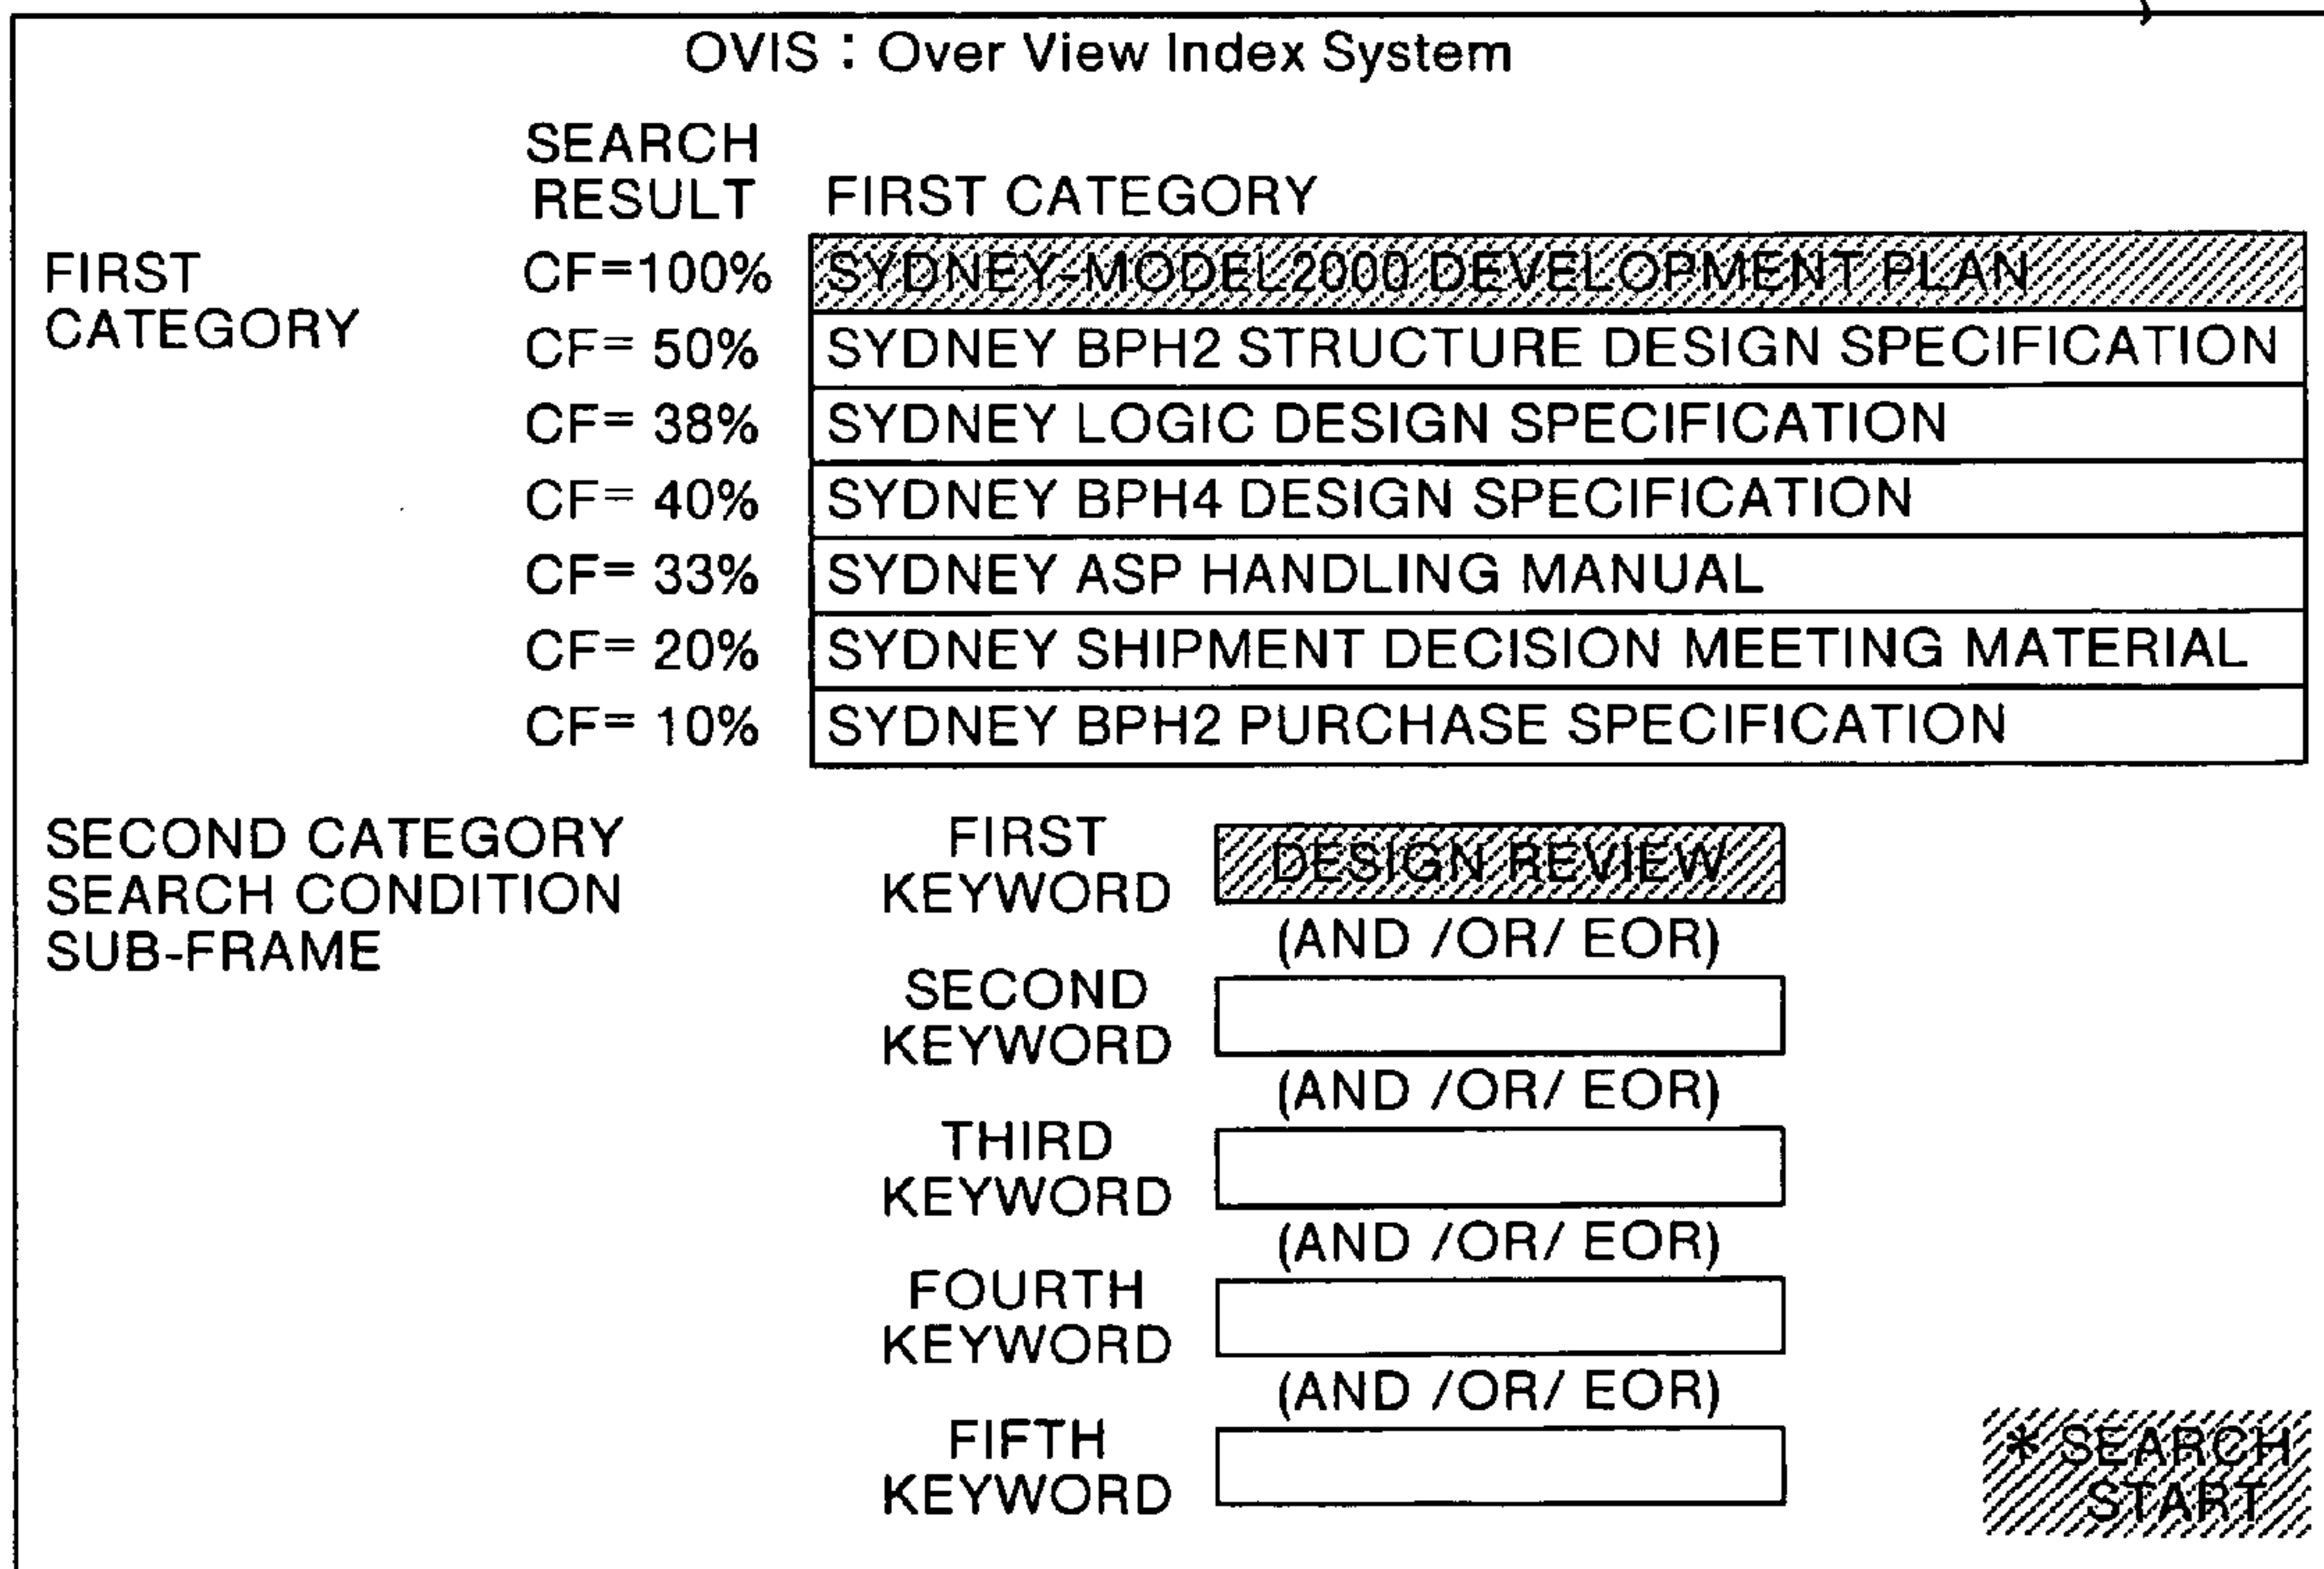 OVIS : Over View Index System
SEARCH
RESULT FIRST CATEGORY
FIRST
CATEGORY
CF=100% SYDNEY-MODEL2000 DEVELOPMENT PLAN
CF= 50% SYDNEY BPH2 STRUCTURE DESIGN SPECIFICATION
CF= 38% SYDNEY LOGIC DESIGN SPECIFICATION
CF= 40% SYDNEY BPH4 DESIGN SPECIFICATION
CF= 33% SYDNEY ASP HANDLING MANUAL
CF= 20% SYDNEY SHIPMENT DECISION MEETING MATERIAL
CF= 10% SYDNEY BPH2 PURCHASE SPECIFICATION
SECOND CATEGORY
SEARCH CONDITION
SUB-FRAME
FIRST
KEYWORD DESIGN REVIEW
(AND /OR/ EOR)
SECOND
KEYWORD
(AND /OR/ EOR)
THIRD
KEYWORD
(AND /OR/ EOR)
FOURTH
KEYWORD
(AND /OR/ EOR)
FIFTH
KEYWORD
* SEARCH
START